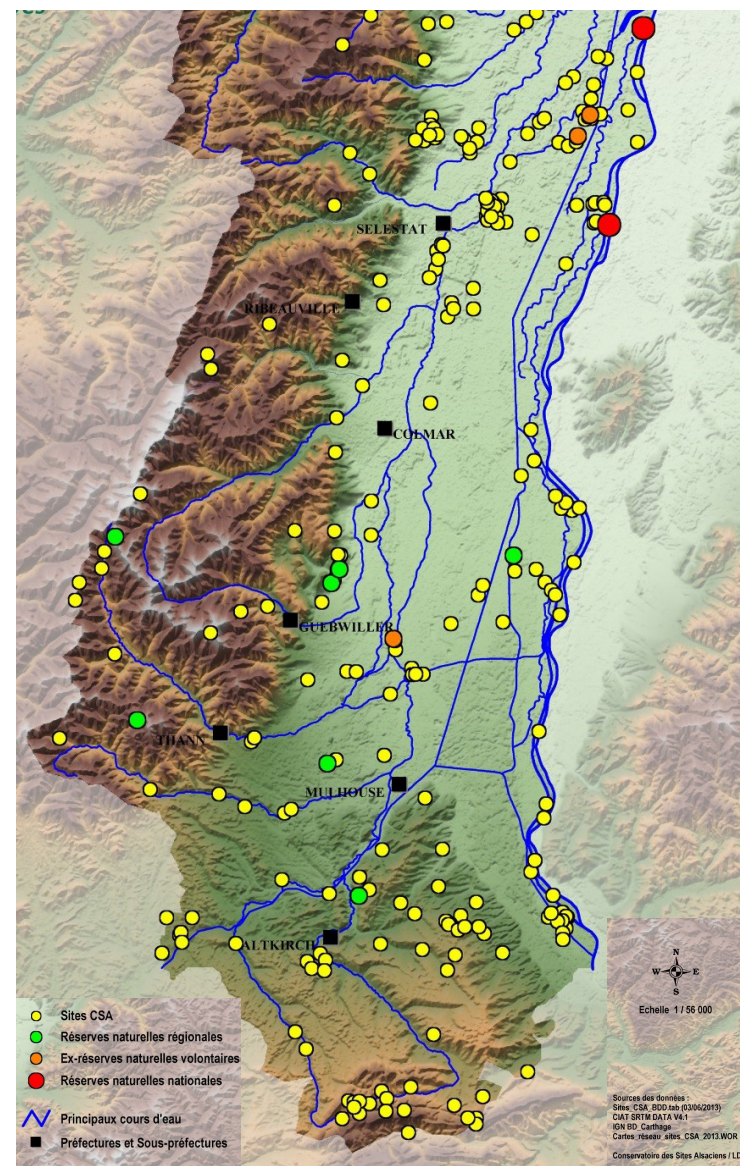 SELESTAT
RIBEAUVILLE
COLMAR
GUEBWILLER
THANN
MULHOUSE
ALTKIRCH
Sites CSA
Réserves naturelles régionales
Ex-réserves naturelles volontaires
Réserves naturelles nationales
Principaux cours d'eau
Préfectures et Sous-préfectures
N
W E
S
Echelle 1 / 56 000
Sources des données :
Sites_CSA_BDD.tab (03/06/2013)
CIAT SRTM DATA V4.1
IGN BD_Carthage
Cartes_réseau_sites_CSA_2013.WOR
Conservatoire des Sites Alsaciens / LD